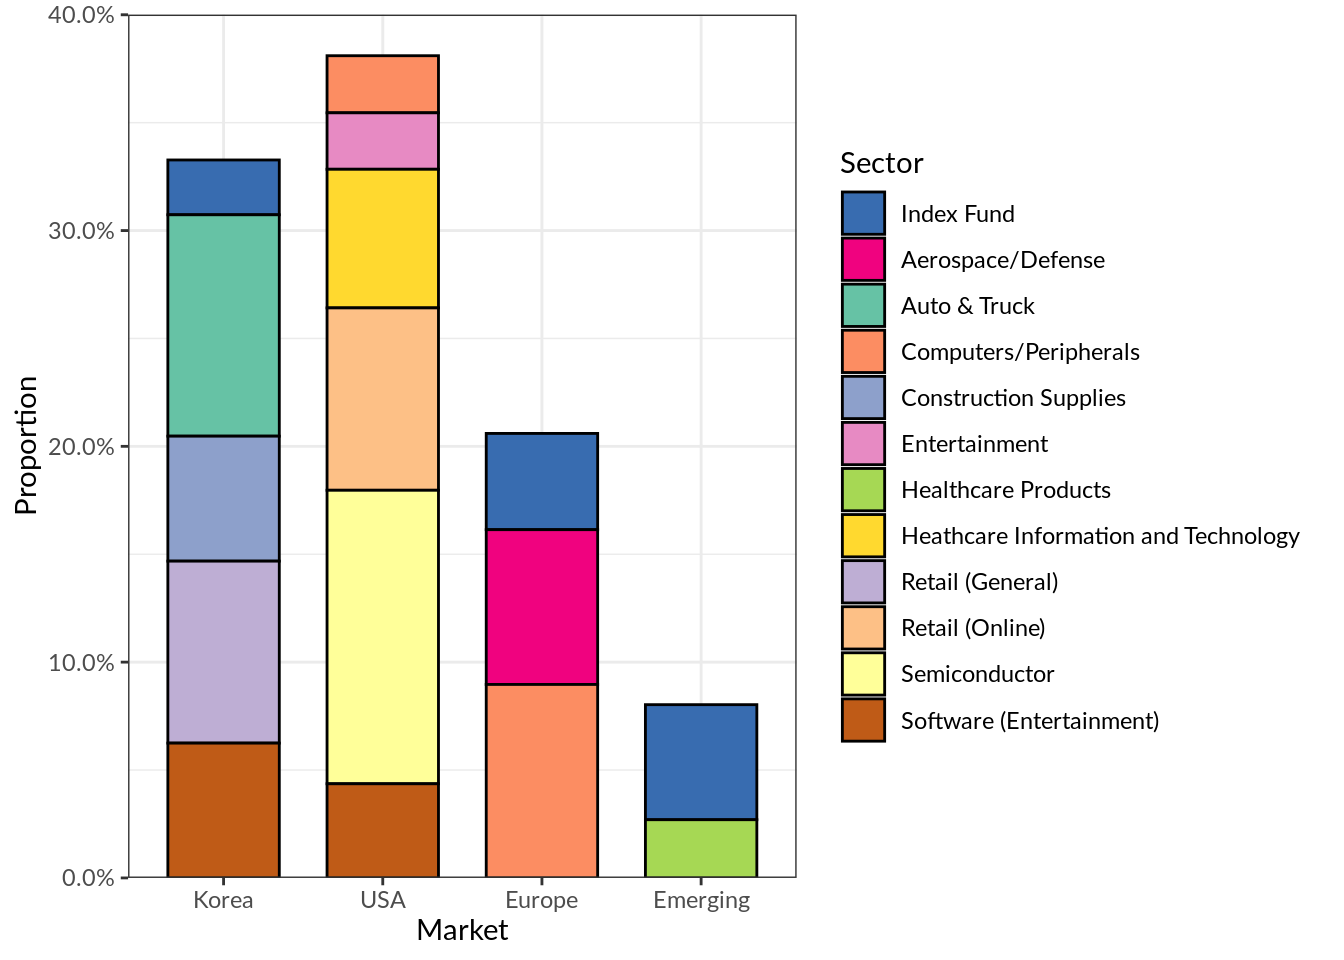 40.0%
30.0%
20.0%
10.0%
0.0%
Proportion
Korea
USA
Europe
Emerging
Market
Sector
Index Fund
Aerospace/Defense
Auto & Truck
Computers/Peripherals
Construction Supplies
Entertainment
Healthcare Products
Heathcare Information and Technology
Retail (General)
Retail (Online)
Semiconductor
Software (Entertainment)